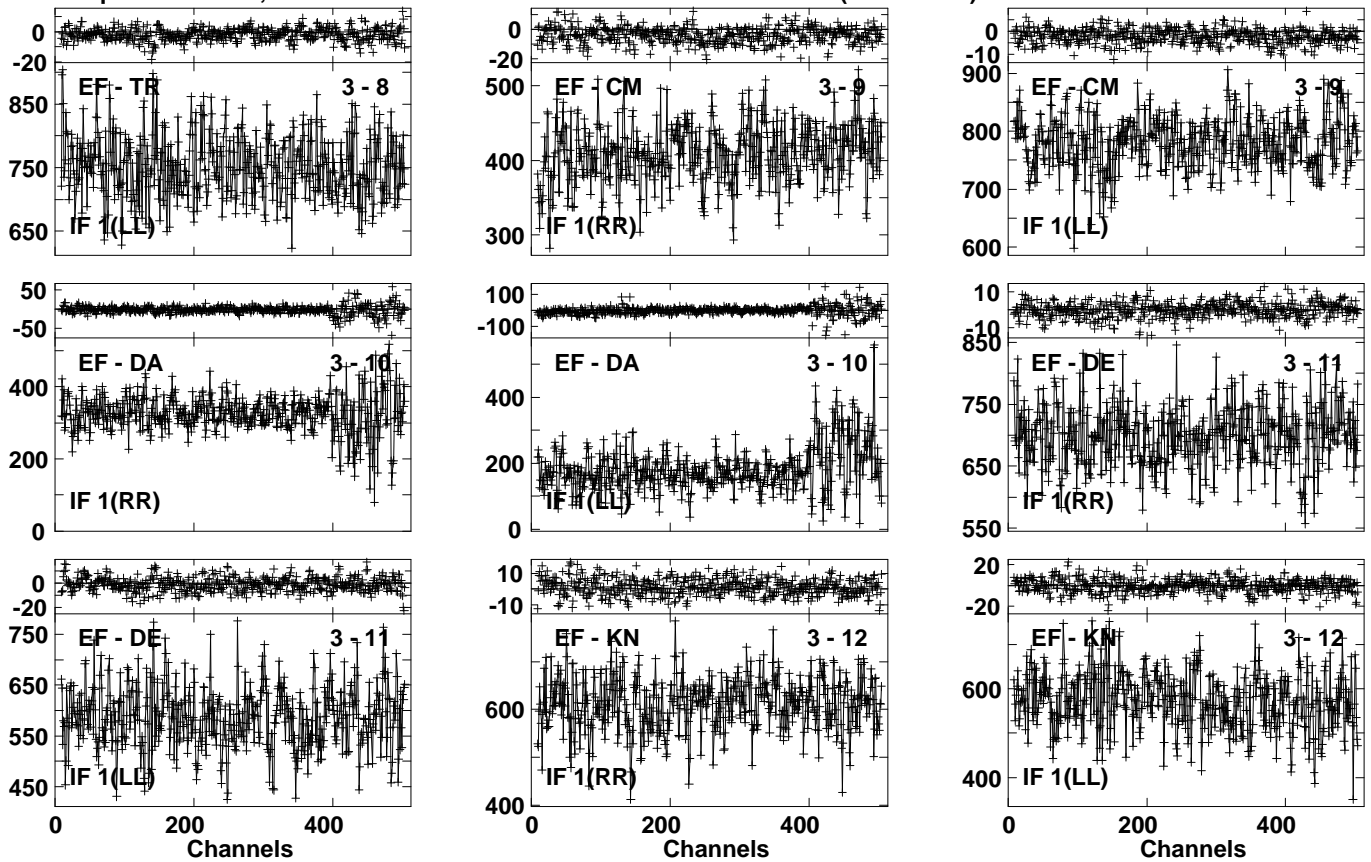 0
-20
EF - TR 3 - 8
850
750
650
IF 1(LL)
0
-20
EF - CM 3 - 9
500
400
300
IF 1(RR)
0
-10
EF - CM 3 - 9
900
800
700
600
IF 1(LL)
50
-50
EF - DA 3 - 10
400
200
0
IF 1(RR)
100
-100
EF - DA 3 - 10
400
200
0
IF 1(LL)
10
-10
EF - DE 3 - 11
850
750
650
550
IF 1(RR)
0
-20
EF - DE 3 - 11
750
650
550
450
IF 1(LL)
0 200 400
Channels
10
-10
EF - KN 3 - 12
600
400
IF 1(RR)
0 200 400
Channels
20
-20
EF - KN 3 - 12
600
400
IF 1(LL)
0 200 400
Channels